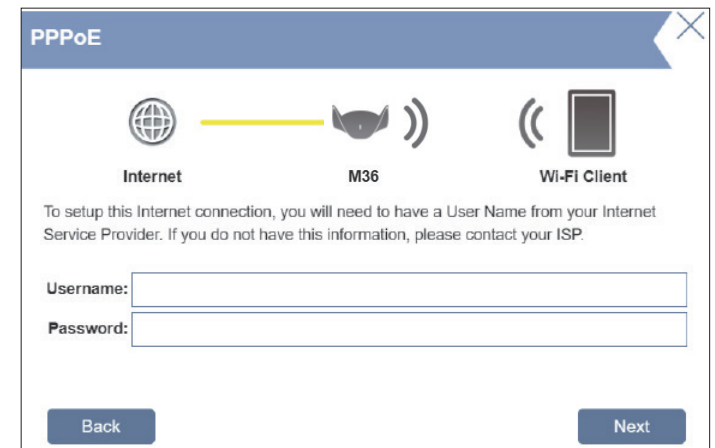 PPPoE
Internet M36 Wi-Fi Client
To setup this Internet connection, you will need to have a User Name from your Internet
Service Provider. If you do not have this information, please contact your ISP.
Username:
Password:
Back Next